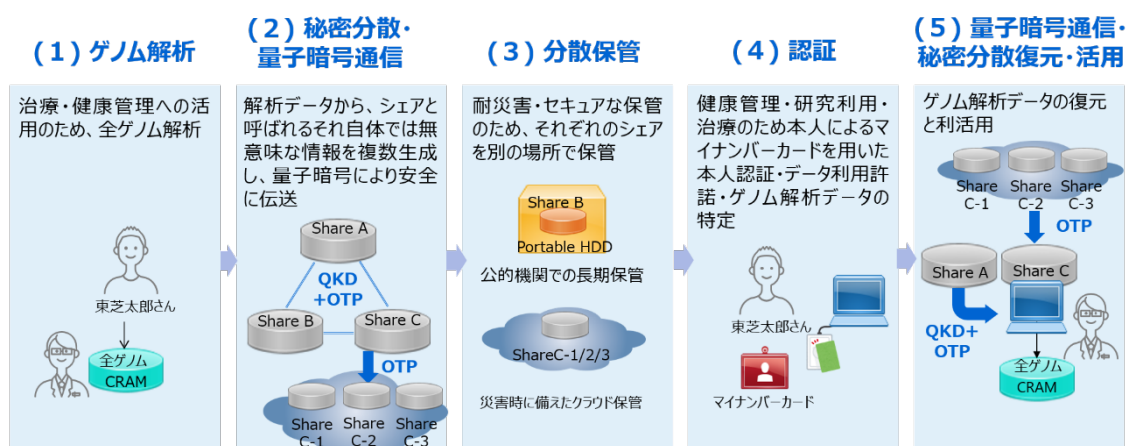 (1) ゲノム解析
治療・健康管理への活
用のため、全ゲノム解析
東芝太郎さん
全ゲノム
CRAM
(2) 秘密分散・
量子暗号通信
解析データから、シェアと
呼ばれるそれ自体では無
意味な情報を複数生成
し、量子暗号により安全
に伝送
Share A
QKD
+OTP
Share B
Share C
OTP
Share
C-1
Share
C-2
Share
C-3
(3) 分散保管
耐災害・セキュアな保管
のため、それぞれのシェア
を別の場所で保管
Share B
Portable HDD
公的機関での長期保管
ShareC-1/2/3
災害時に備えたクラウド保管
(4) 認証
健康管理・研究利用・
治療のため本人によるマ
イナンバーカードを用いた
本人認証・データ利用許
諾・ゲノム解析データの
特定
東芝太郎さん
マイナンバーカード
(5) 量子暗号通信・
秘密分散復元・活用
ゲノム解析データの復元
と利活用
Share
C-1
Share
C-2
Share
C-3
OTP
Share A
Share C
QKD+
OTP
全ゲノム
CRAM